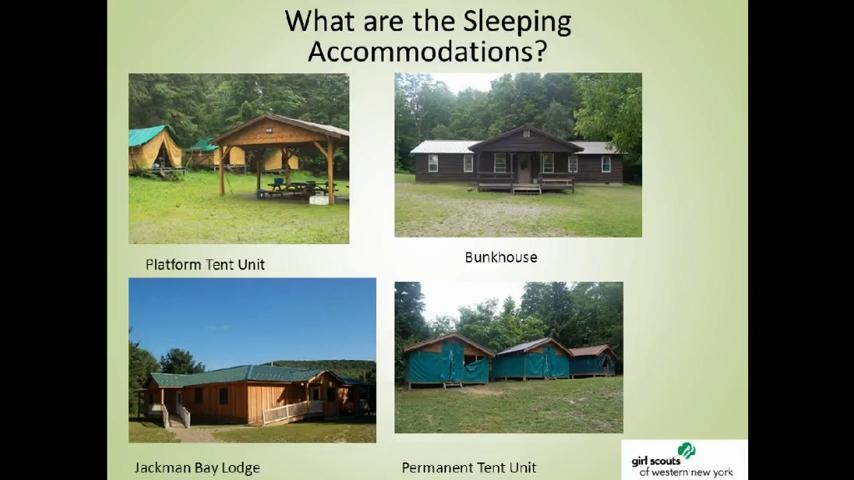 What are the Sleeping
Accommodations?
Platform Tent Unit
Bunkhouse
Jackman Bay Lodge
Permanent Tent Unit
girl scouts
of western new york